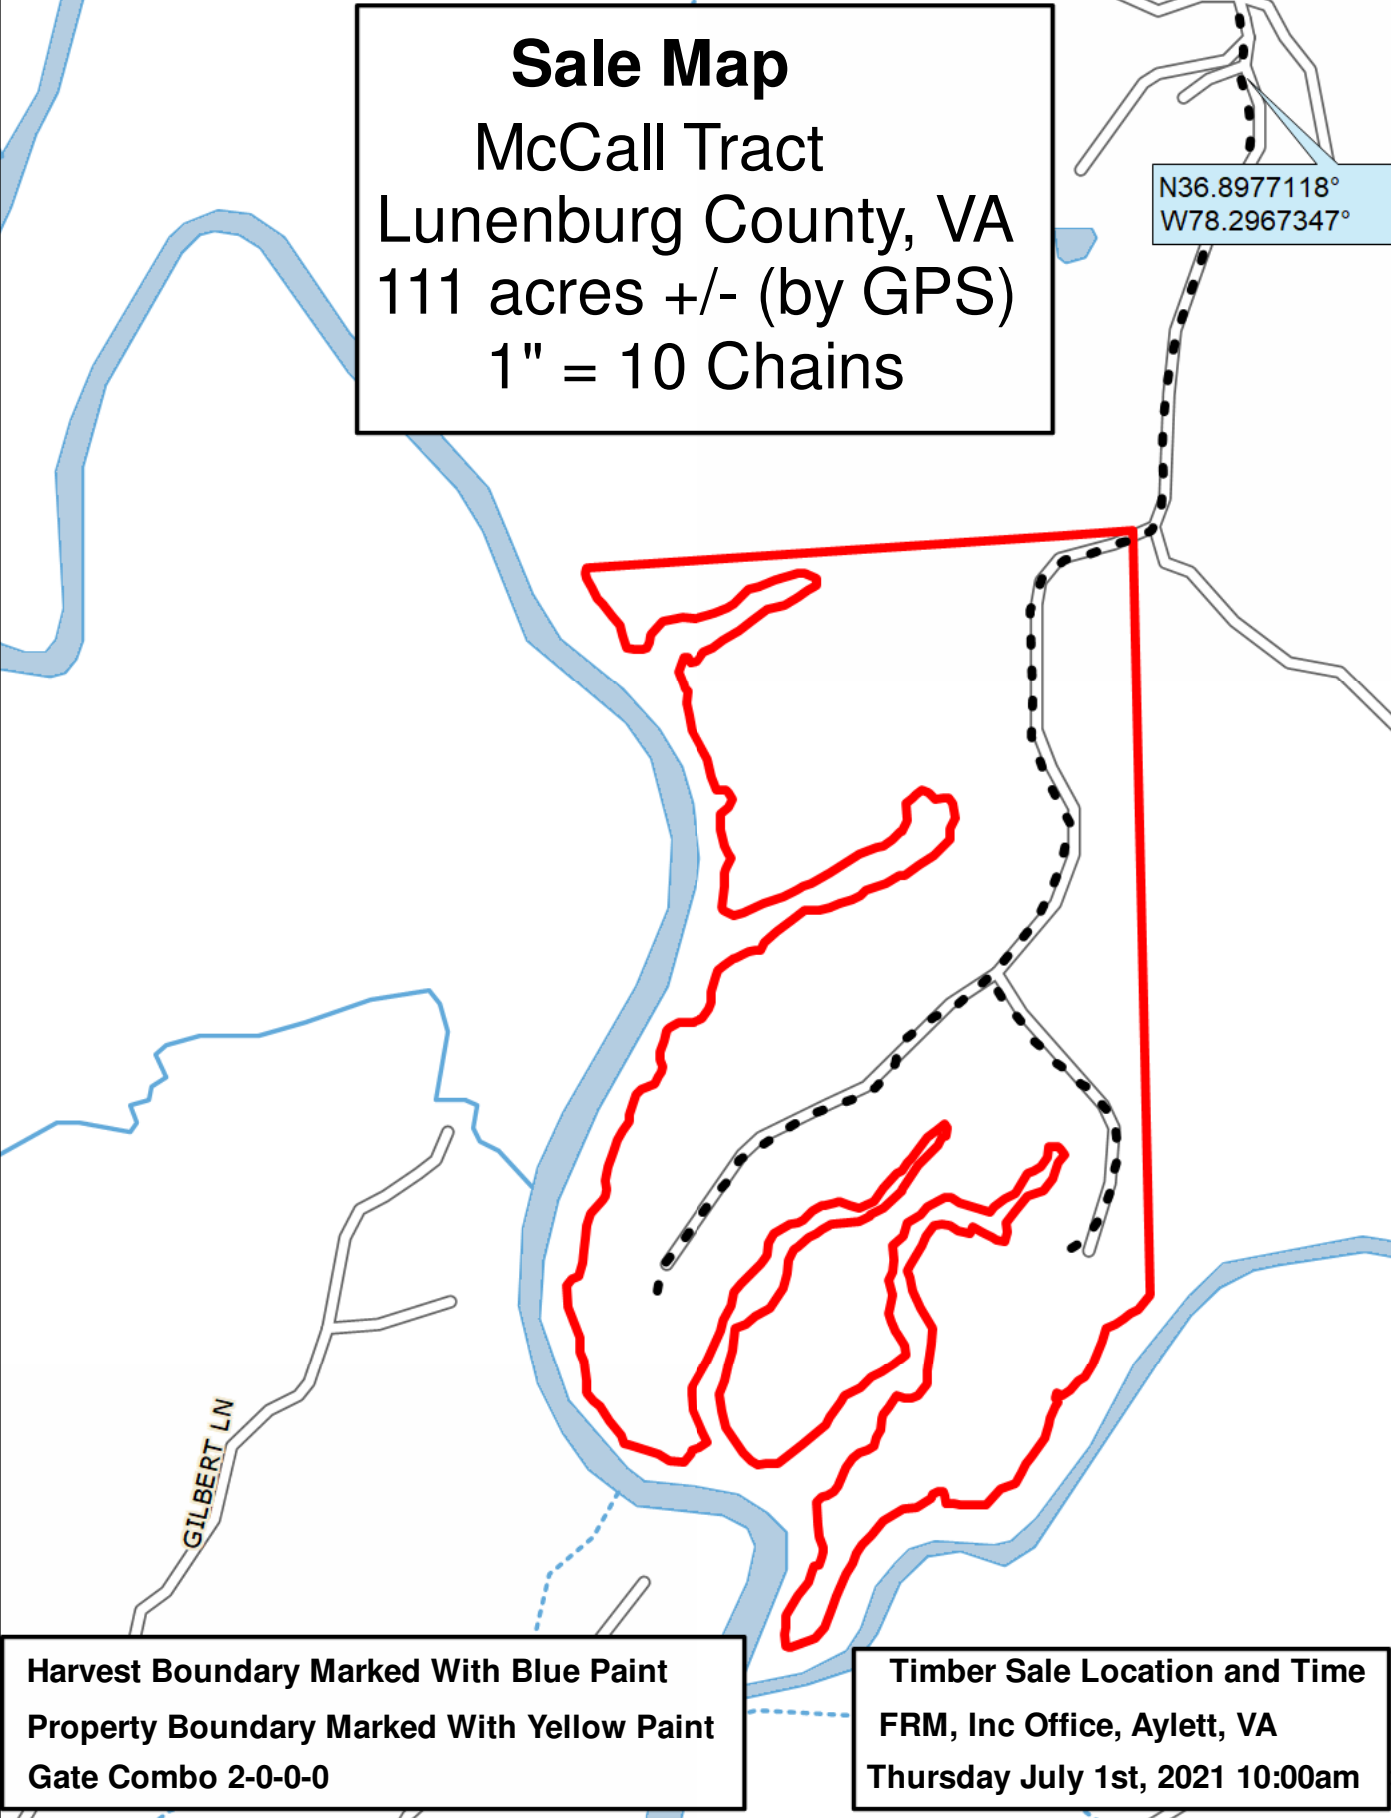 Sale Map
McCall Tract
Lunenburg County, VA
111 acres +/- (by GPS)
1" = 10 Chains
N36.8977118°
W78.2967347°
GILBERT LN
Harvest Boundary Marked With Blue Paint
Property Boundary Marked With Yellow Paint
Gate Combo 2-0-0-0
Timber Sale Location and Time
FRM, Inc Office, Aylett, VA
Thursday July 1st, 2021 10:00am